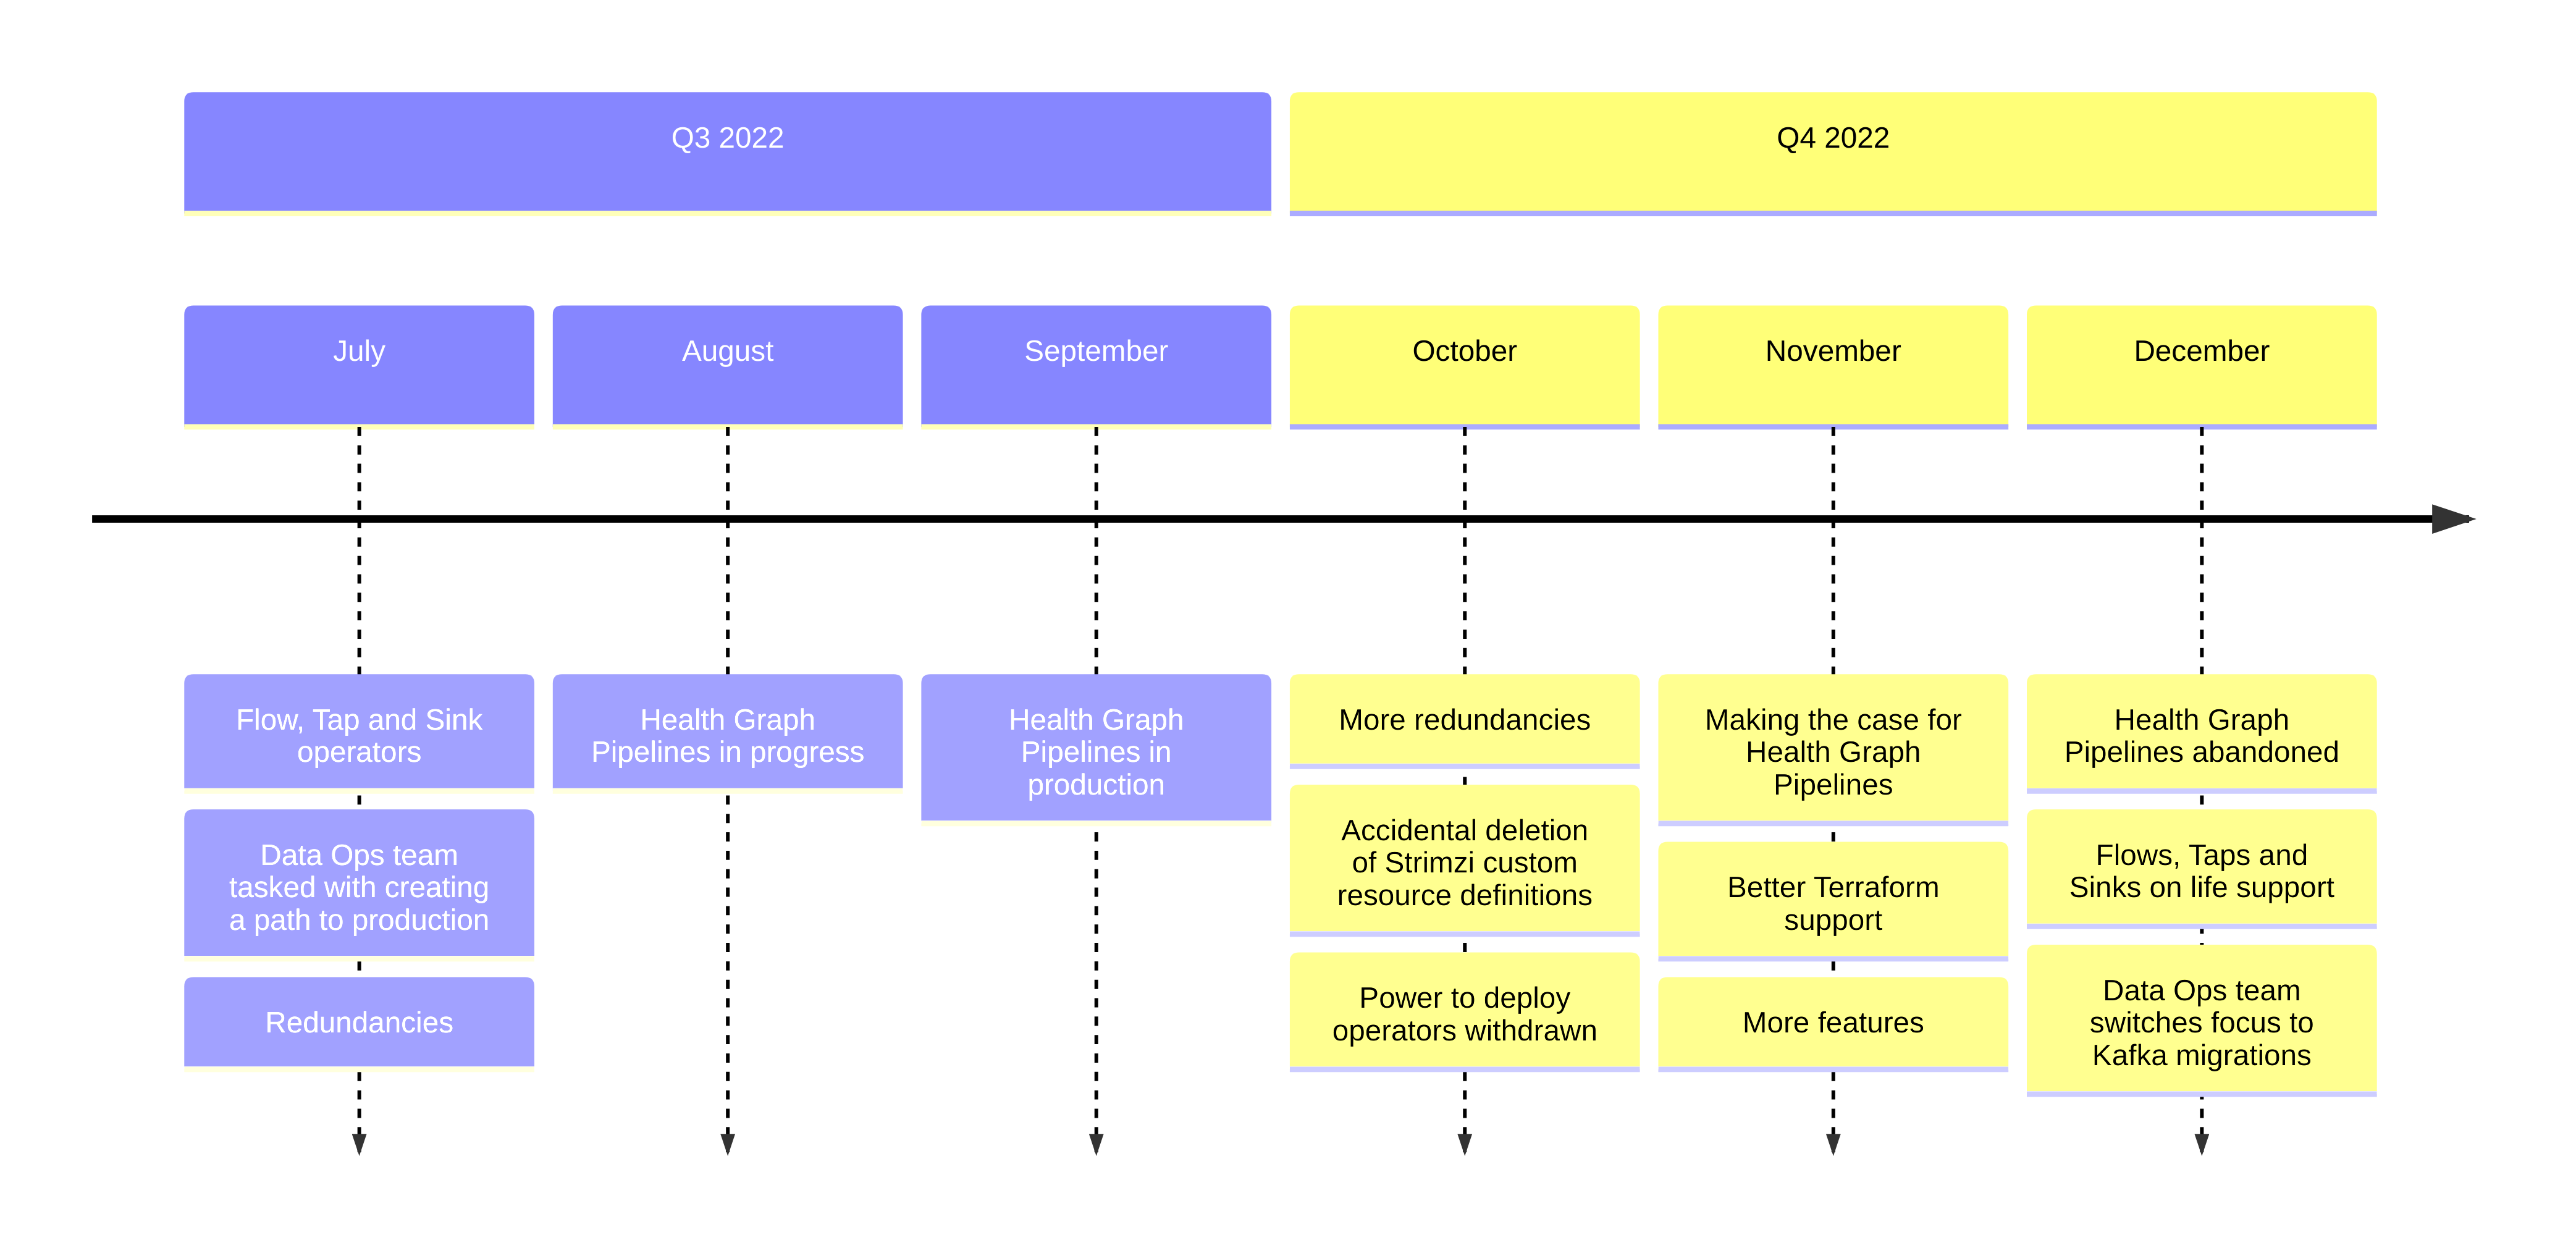 Q3 2022
Q4 2022
July
August
September
October
November
December
Flow, Tap and Sink
operators
Data Ops team
tasked with creating
a path to production
Redundancies
Health Graph
Pipelines in progress
Health Graph
Pipelines in
production
More redundancies
Accidental deletion
of Strimzi custom
resource definitions
Power to deploy
operators withdrawn
Making the case for
Health Graph
Pipelines
Better Terraform
support
More features
Health Graph
Pipelines abandoned
Flows, Taps and
Sinks on life support
Data Ops team
switches focus to
Kafka migrations